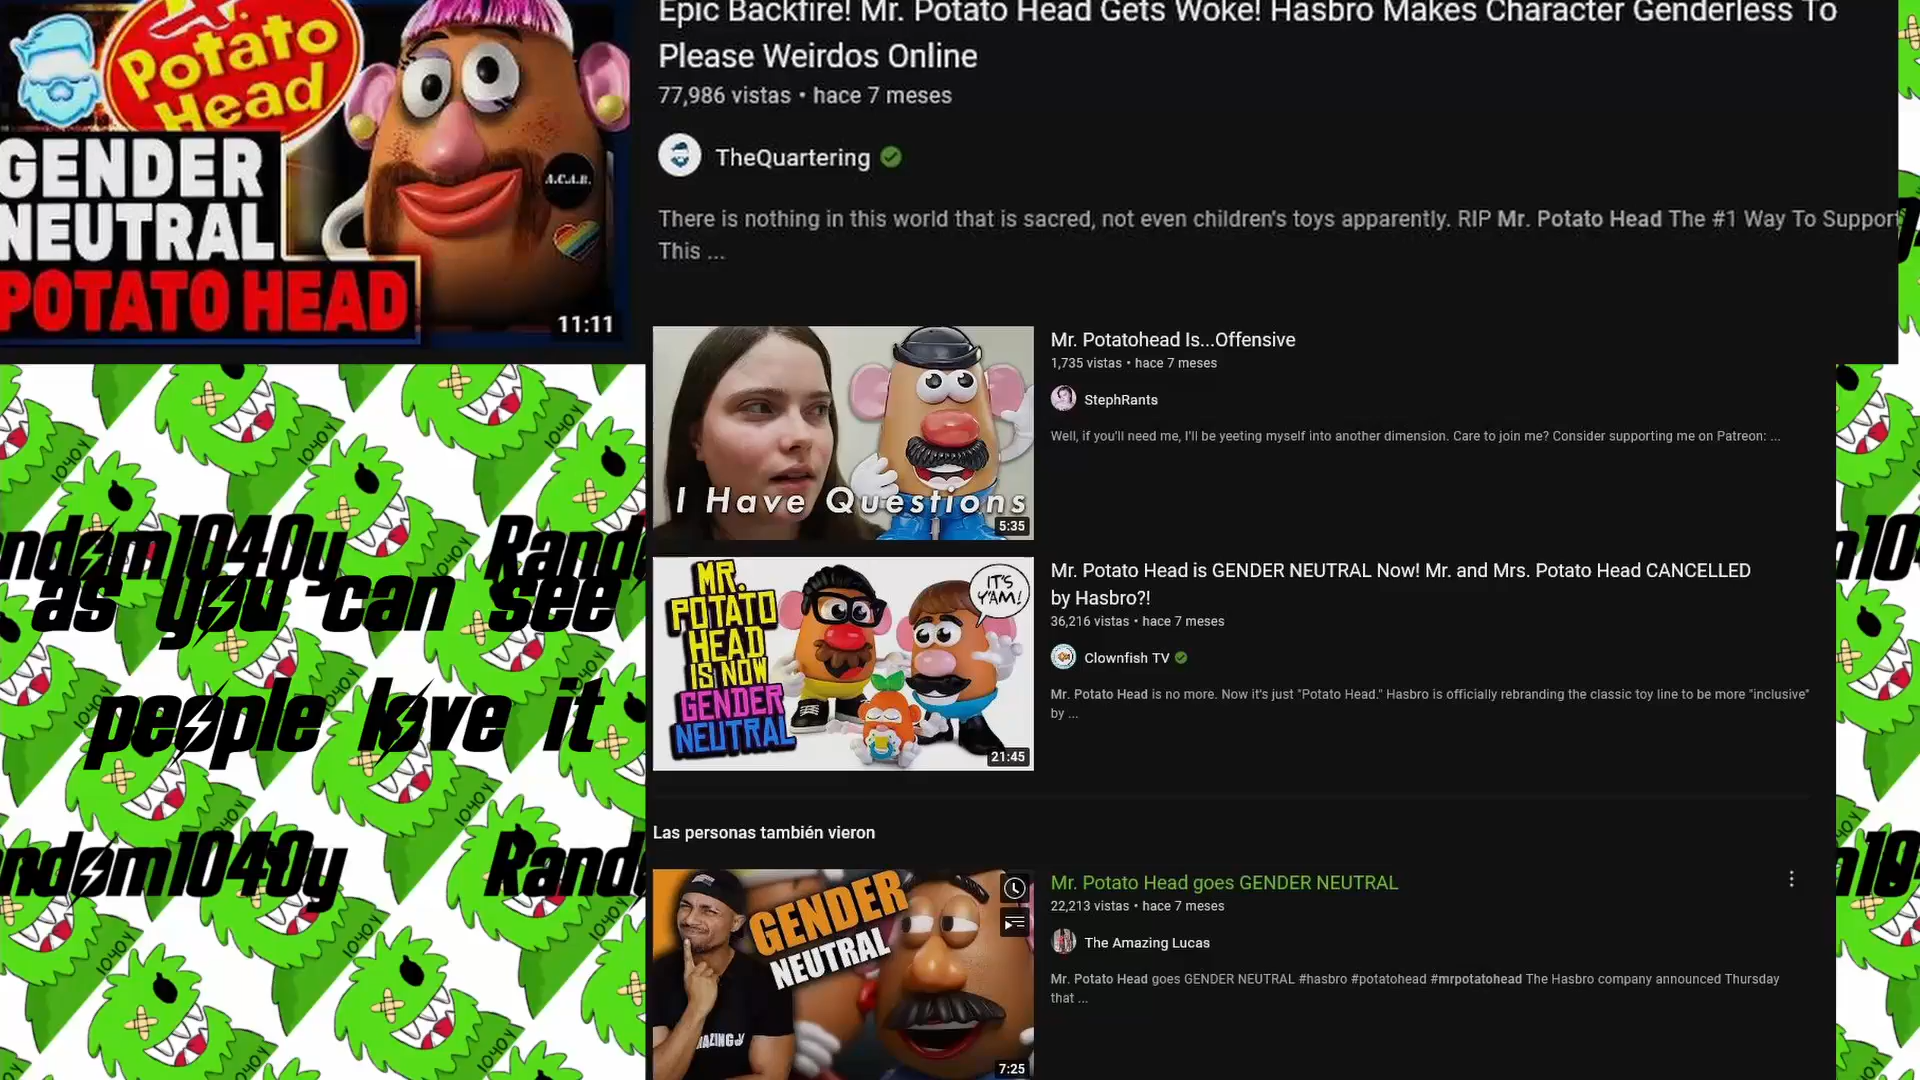 Potato
Head
GENDER
NEUTRAL
POTATO HEAD
A.C.A.B.
11:11
Epic Backfire! Mr. Potato Head Gets Woke! Hasbro Makes Character Genderless To
Please Weirdos Online
77,986 vistas • hace 7 meses
TheQuartering
There is nothing in this world that is sacred, not even children's toys apparently. RIP Mr. Potato Head The #1 Way To Support
This ...
I Have Questions
5:35
Mr. Potatohead Is...Offensive
1,735 vistas • hace 7 meses
StephRants
Well, if you'll need me, I'll be yeeting myself into another dimension. Care to join me? Consider supporting me on Patreon: ...
as you can see
people love it
MR.
POTATO
HEAD
IS NOW
GENDER
NEUTRAL
IT'S
Y'AM!
21:45
Mr. Potato Head is GENDER NEUTRAL Now! Mr. and Mrs. Potato Head CANCELLED
by Hasbro?!
36,216 vistas • hace 7 meses
Clownfish TV
Mr. Potato Head is no more. Now it's just "Potato Head." Hasbro is officially rebranding the classic toy line to be more "inclusive"
by ...
Las personas también vieron
GENDER
NEUTRAL
7:25
Mr. Potato Head goes GENDER NEUTRAL
22,213 vistas • hace 7 meses
The Amazing Lucas
Mr. Potato Head goes GENDER NEUTRAL #hasbro #potatohead #mrpotatohead The Hasbro company announced Thursday
that ...
ndom1040y Rand
ndom1040y Rand
1040y